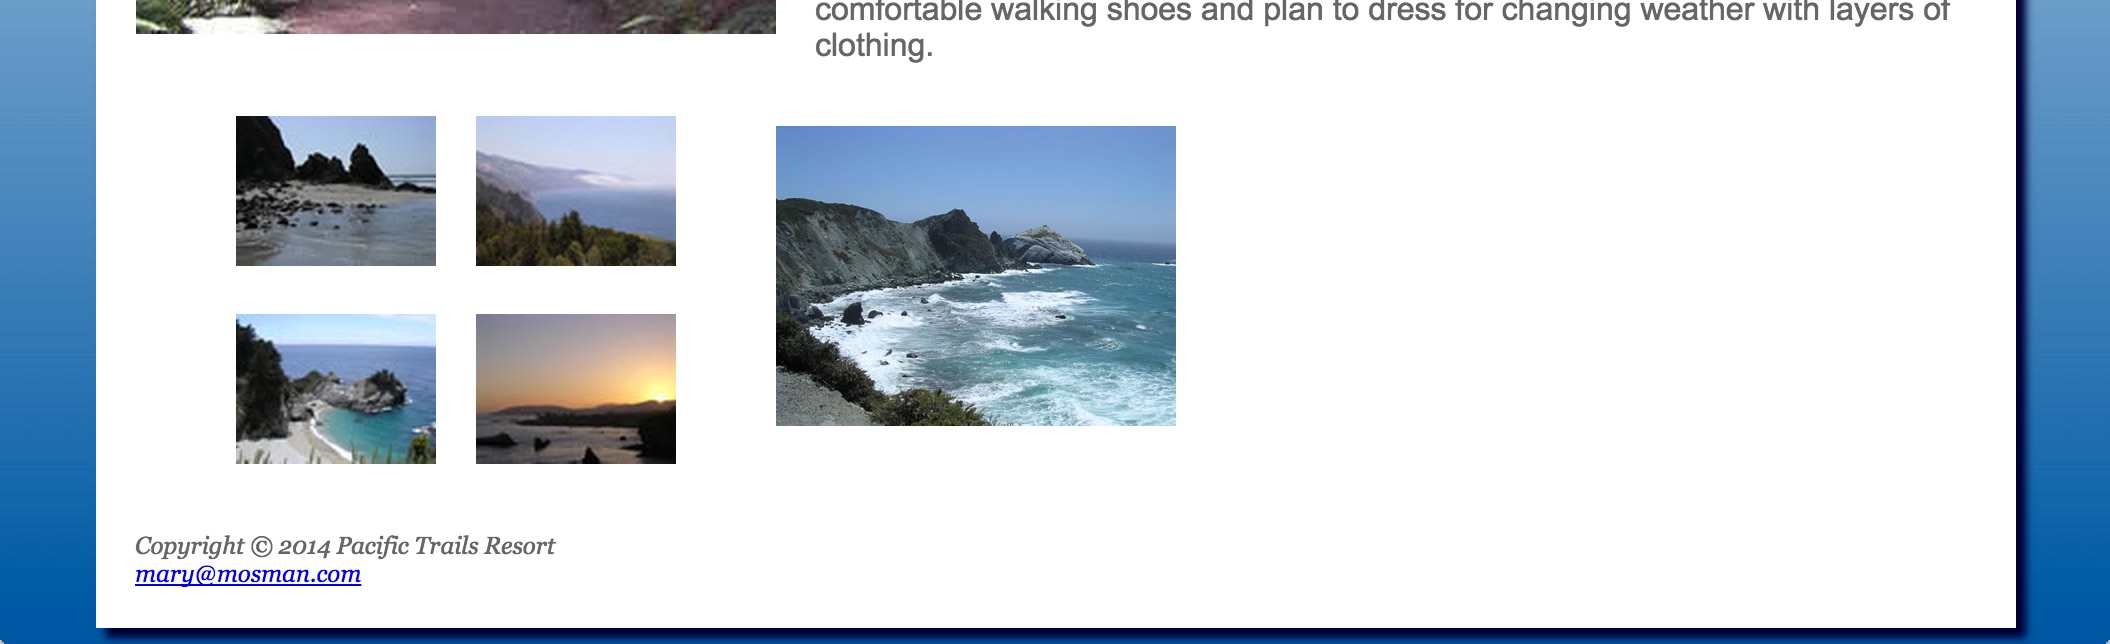 comfortable walking shoes and plan to dress for changing weather with layers of
clothing.
Copyright © 2014 Pacific Trails Resort
mary@mosman.com